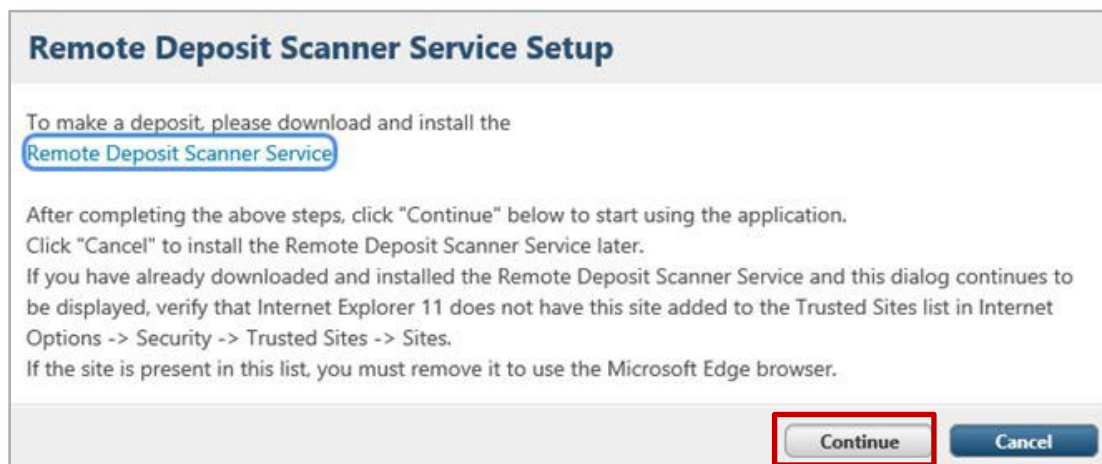 Remote Deposit Scanner Service Setup
To make a deposit, please download and install the
Remote Deposit Scanner Service
After completing the above steps, click "Continue" below to start using the application.
Click "Cancel" to install the Remote Deposit Scanner Service later.
If you have already downloaded and installed the Remote Deposit Scanner Service and this dialog continues to
be displayed, verify that Internet Explorer 11 does not have this site added to the Trusted Sites list in Internet
Options -> Security -> Trusted Sites -> Sites.
If the site is present in this list, you must remove it to use the Microsoft Edge browser.
Continue
Cancel